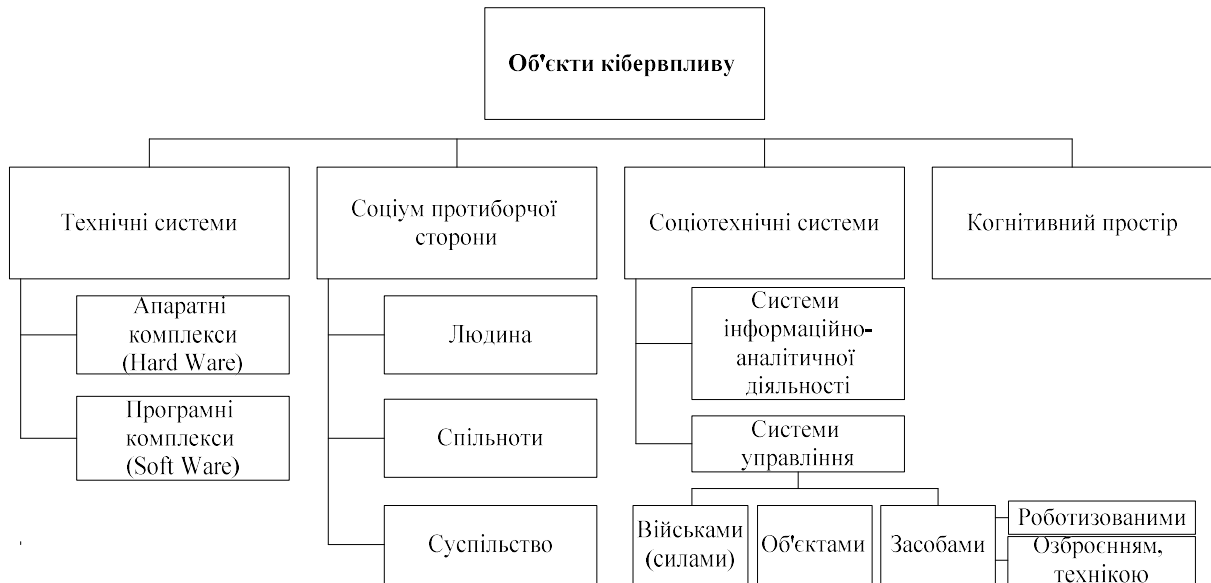 Об'єкти кібервпливу
Технічні системи
Соціум протиборчої
сторони
Соціотехнічні системи
Когнітивний простір
Апаратні
комплекси
(Hard Ware)
Програмні
комплекси
(Soft Ware)
Людина
Спільноти
Суспільство
Системи
інформаційно-
аналітичної
діяльності
Системи
управління
Військами
(силами)
Об'єктами
Засобами
Роботизованими
Озброєнням,
технікою